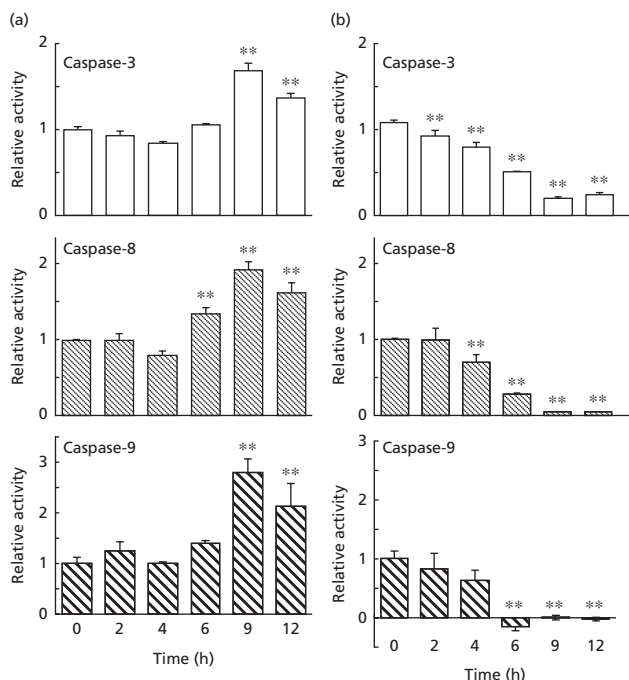 (a)
Relative activity
2
1
0
Caspase-3
**
**
Relative activity
2
1
0
Caspase-8
**
**
**
Relative activity
3
2
1
0
Caspase-9
**
**
0 2 4 6 9 12
Time (h)
(b)
Relative activity
2
1
0
Caspase-3
**
**
**
**
**
Relative activity
2
1
0
Caspase-8
**
**
**
**
Relative activity
3
2
1
0
Caspase-9
**
**
**
0 2 4 6 9 12
Time (h)